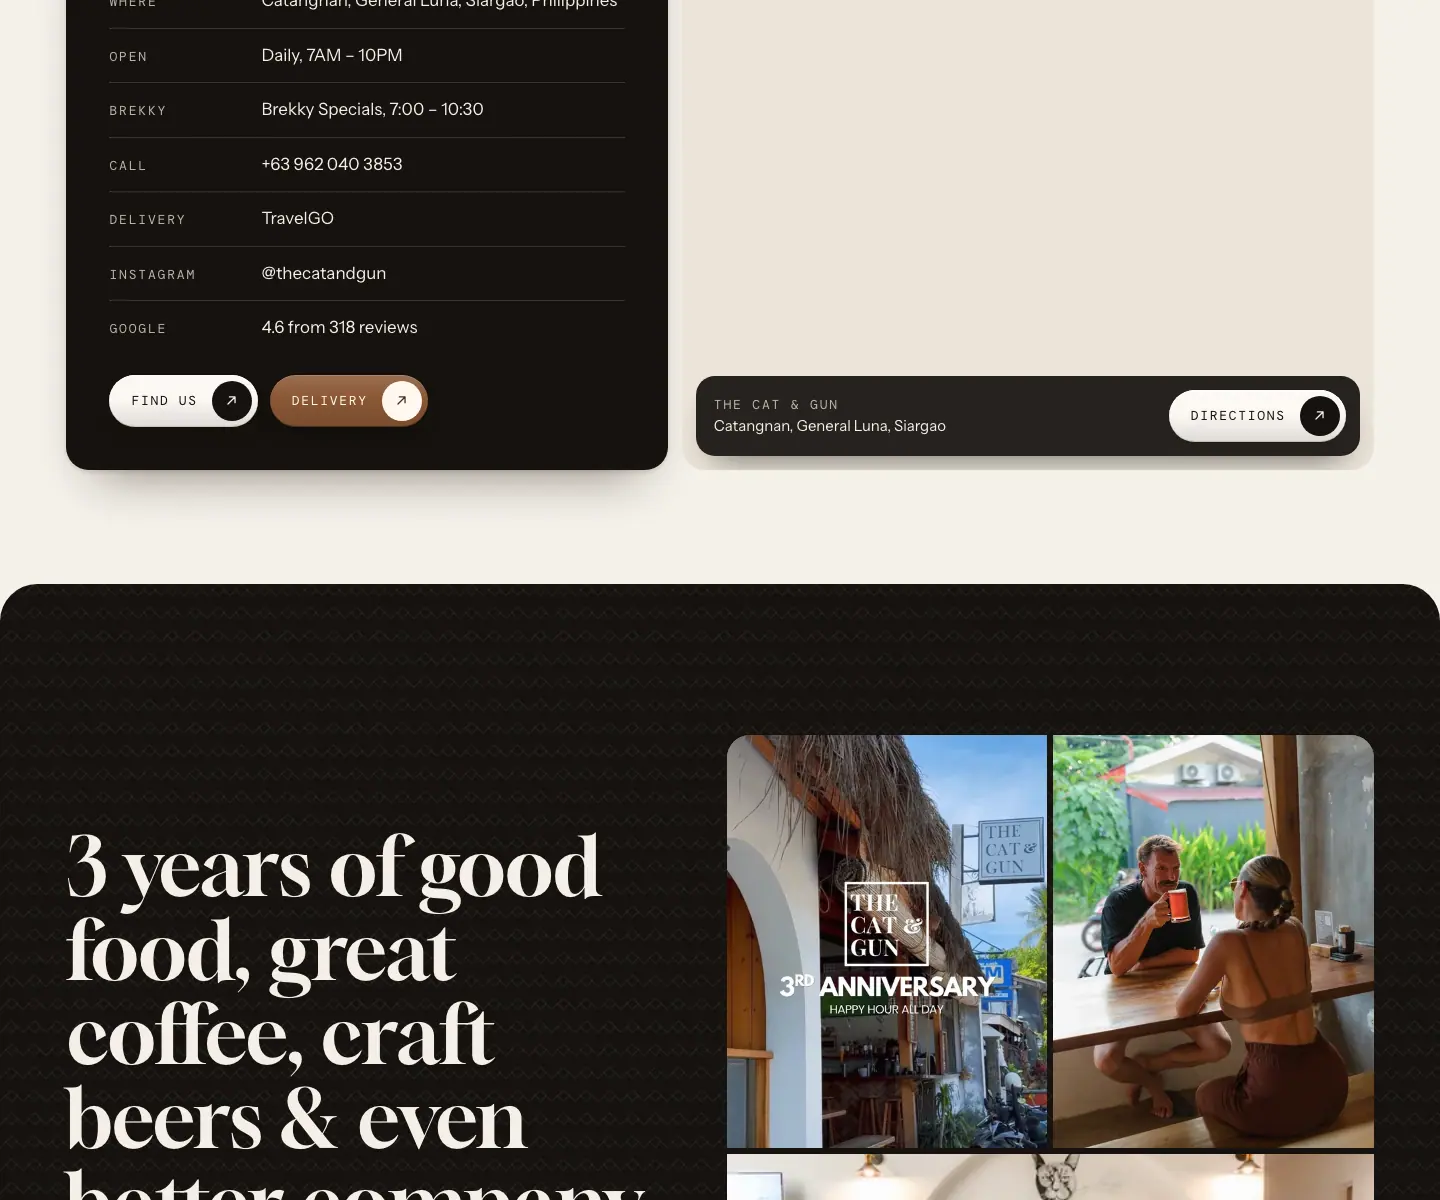 WHERE
Catangnan, General Luna, Siargao, Philippines
OPEN
Daily, 7AM – 10PM
BREKKY
Brekky Specials, 7:00 – 10:30
CALL
+63 962 040 3853
DELIVERY
TravelGO
INSTAGRAM
@thecatandgun
GOOGLE
4.6 from 318 reviews
FIND US
DELIVERY
THE CAT & GUN
Catangnan, General Luna, Siargao
DIRECTIONS
3 years of good
food, great
coffee, craft
beers & even
better company
THE
CAT &
GUN
THE
CAT &
GUN
3RD ANNIVERSARY
HAPPY HOUR ALL DAY